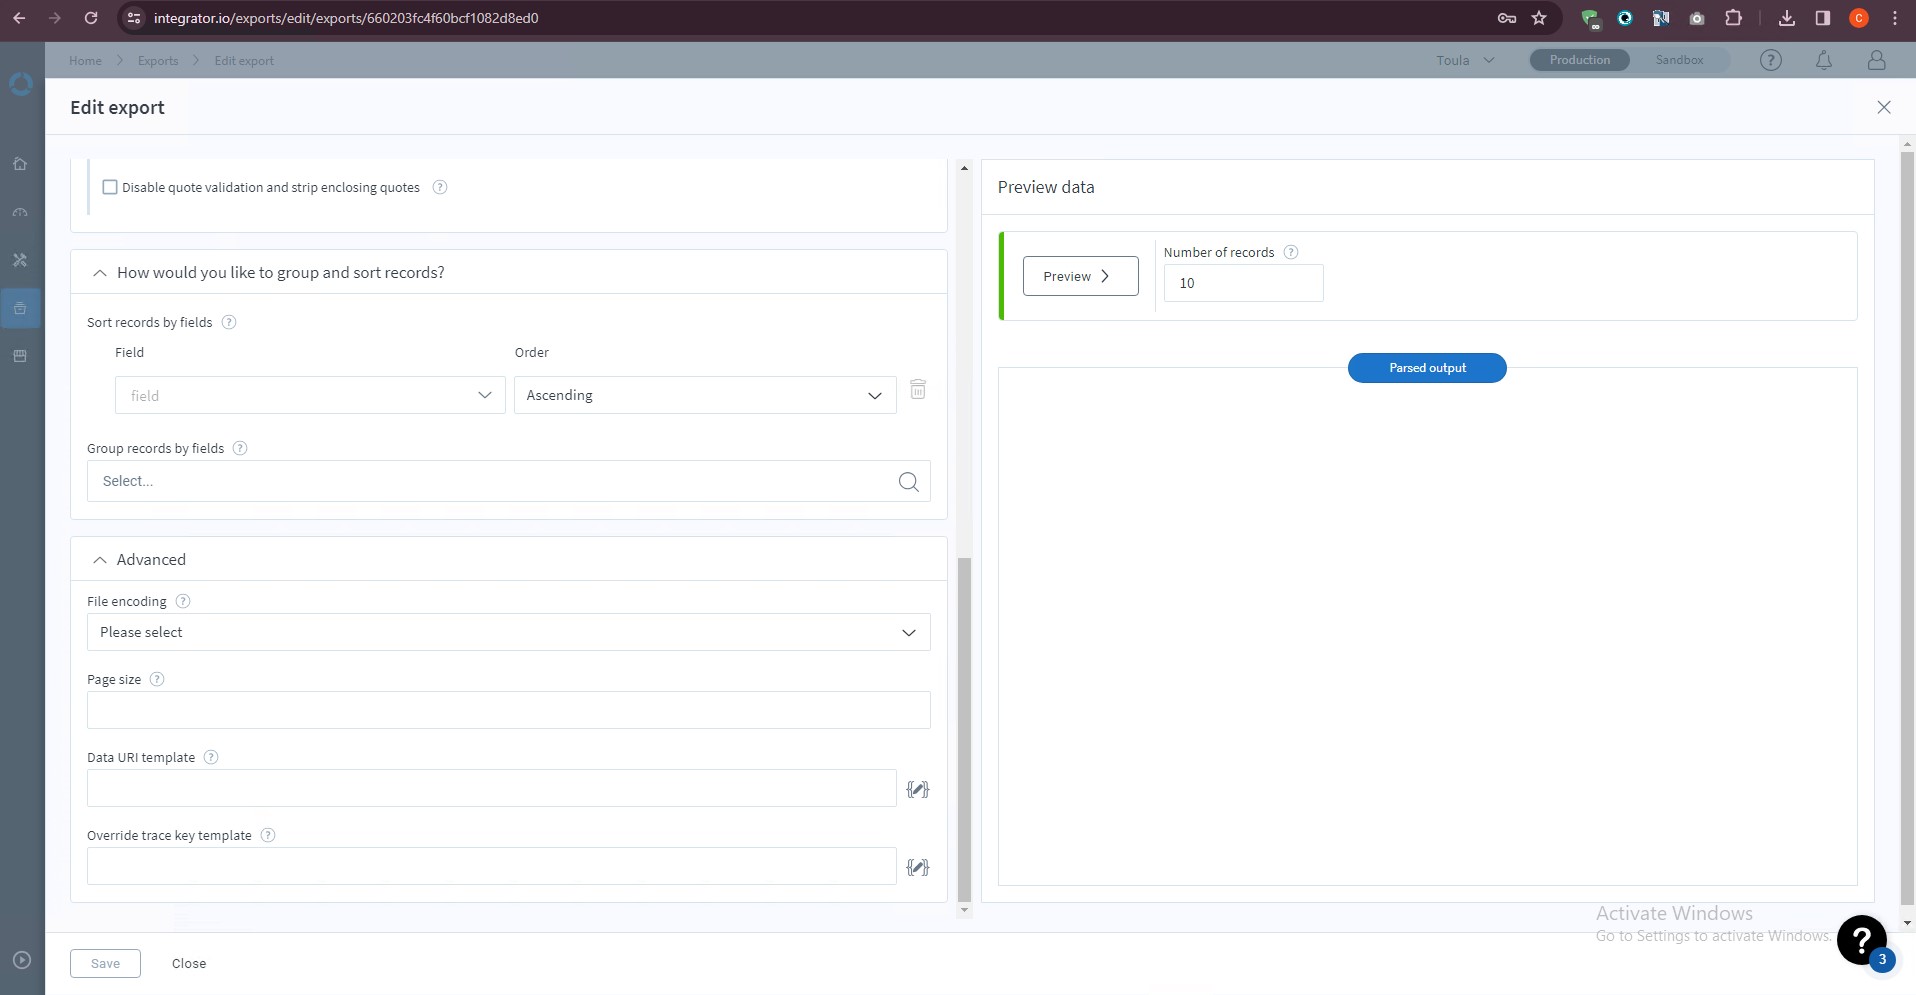 integrator.io/exports/edit/exports/660203fc4f60bcf1082d8ed0
C
Home
Exports
Edit export
Toula
Production
Sandbox
?
Edit export
Disable quote validation and strip enclosing quotes ?
Preview data
How would you like to group and sort records?
Sort records by fields ?
Field
Order
field
Ascending
Group records by fields ?
Select...
Advanced
File encoding ?
Please select
Page size ?
Data URI template ?
Override trace key template ?
Preview
Number of records ?
10
Parsed output
Activate Windows
Go to Settings to activate Windows.
?
3
Save
Close